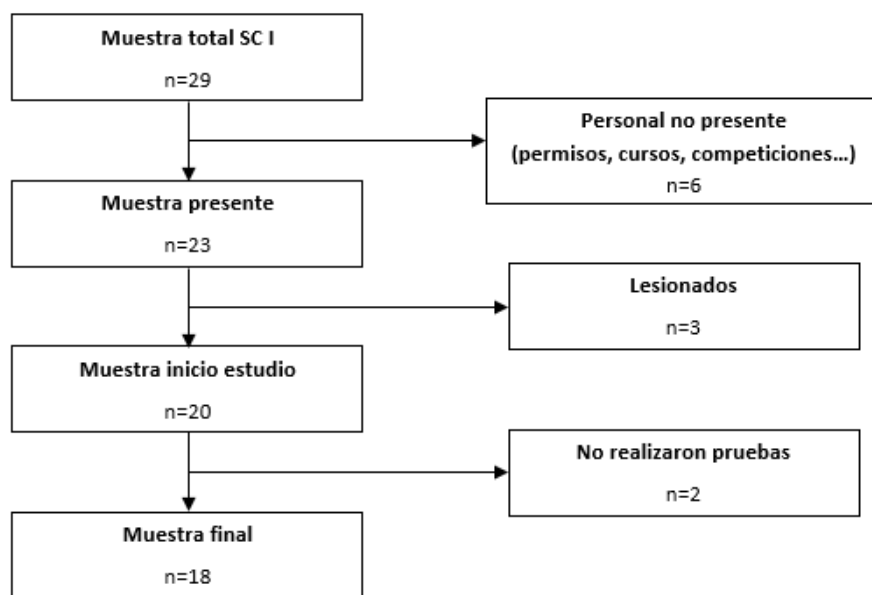 Muestra total SC I
n=29
Personal no presente
(permisos, cursos, competiciones…)
n=6
Muestra presente
n=23
Lesionados
n=3
Muestra inicio estudio
n=20
No realizaron pruebas
n=2
Muestra final
n=18